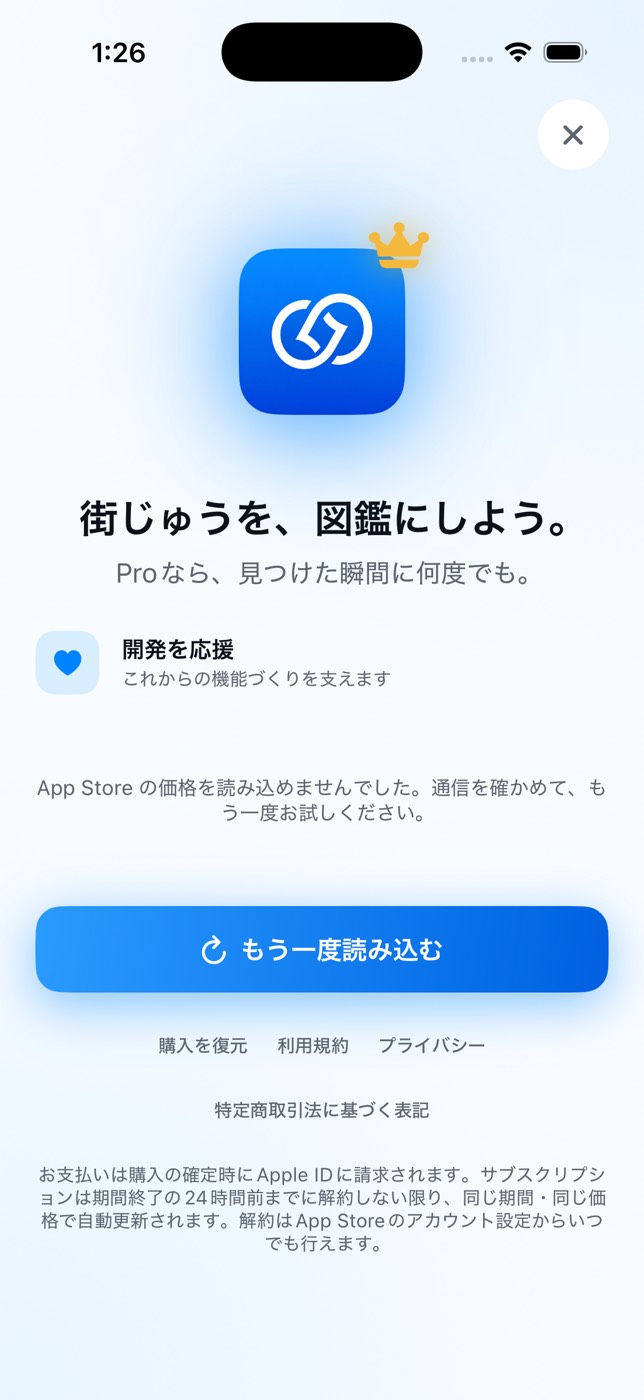 1:26
街じゅうを、図鑑にしよう。
Proなら、見つけた瞬間に何度でも。
開発を応援
これからの機能づくりを支えます
App Store の価格を読み込めませんでした。通信を確かめて、も
う一度お試しください。
もう一度読み込む
購入を復元 利用規約 プライバシー
特定商取引法に基づく表記
お支払いは購入の確定時にApple IDに請求されます。サブスクリプシ
ョンは期間終了の24時間前までに解約しない限り、同じ期間・同じ価
格で自動更新されます。解約はApp Storeのアカウント設定からいつ
でも行えます。